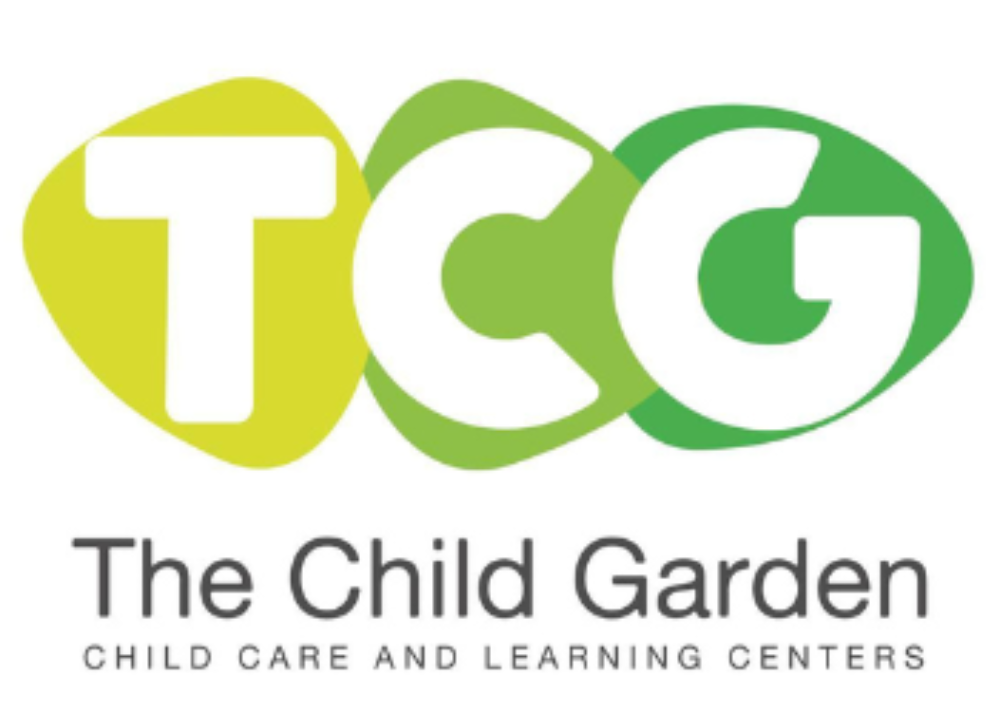 TCG
The Child Garden
CHILD CARE AND LEARNING CENTERS